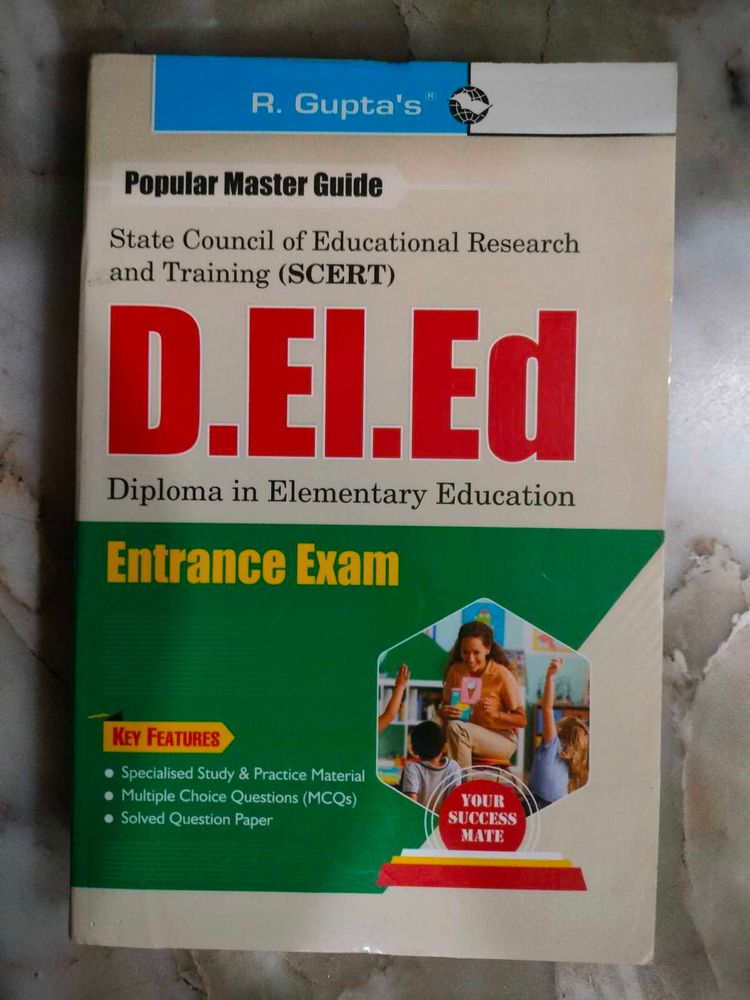 R. Gupta's®
Popular Master Guide
State Council of Educational Research
and Training (SCERT)
D.El.Ed
Diploma in Elementary Education
Entrance Exam
KEY FEATURES
• Specialised Study & Practice Material
• Multiple Choice Questions (MCQs)
• Solved Question Paper
YOUR
SUCCESS
MATE